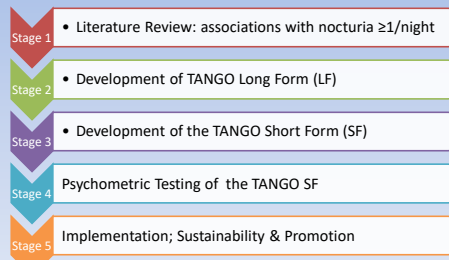 Stage 1
• Literature Review: associations with nocturia ≥1/night
Stage 2
• Development of TANGO Long Form (LF)
Stage 3
• Development of the TANGO Short Form (SF)
Stage 4
Psychometric Testing of the TANGO SF
Stage 5
Implementation; Sustainability & Promotion